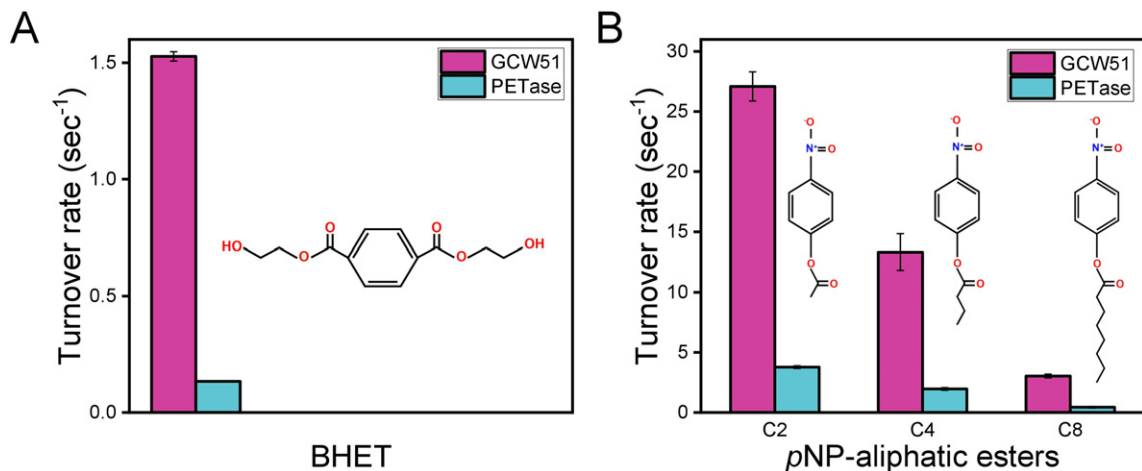 A
Turnover rate (sec⁻¹)
1.5
1.0
0.5
0.0
GCW51
PETase
HO
O
O
O
O
OH
BHET
B
Turnover rate (sec⁻¹)
30
25
20
15
10
5
0
GCW51
PETase
⁻O
N⁺
O
O
O
⁻O
N⁺
O
O
O
⁻O
N⁺
O
O
O
C2
C4
C8
pNP-aliphatic esters